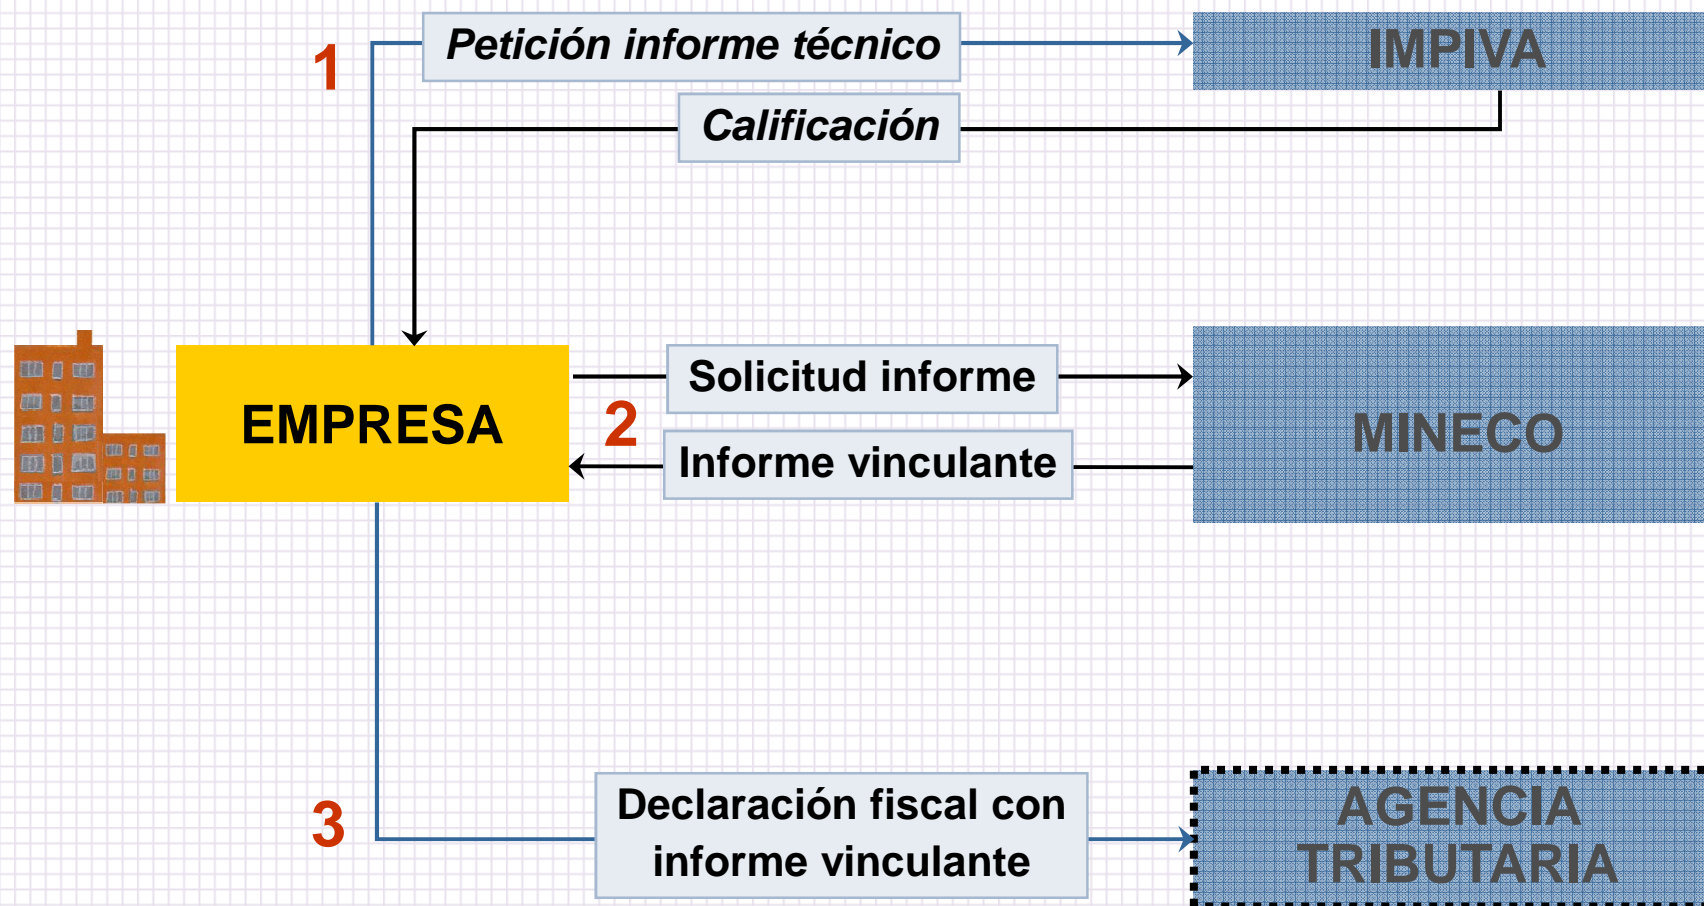 1
Petición informe técnico
IMPIVA
Calificación
EMPRESA
2
Solicitud informe
Informe vinculante
MINECO
3
Declaración fiscal con
informe vinculante
AGENCIA
TRIBUTARIA